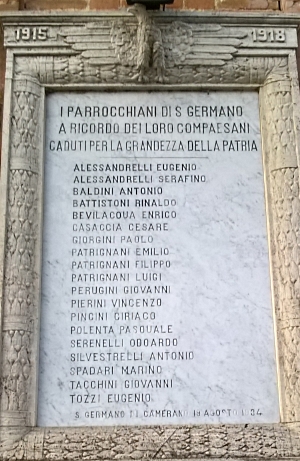 1915 1918
I PARROCCHIANI DI S GERMANO
A RICORDO DEI LORO COMPAESANI
CADUTI PER LA GRANDEZZA DELLA PATRIA
ALESSANDRELLI EUGENIO
ALESSANDRELLI SERAFINO
BALDINI ANTONIO
BATTISTONI RINALDO
BEVILACQUA ENRICO
CASACCIA CESARE
GIORGINI PAOLO
PATRIGNANI EMILIO
PATRIGNANI FILIPPO
PATRIGNANI LUIGI
PERUGINI GIOVANNI
PIERINI VINCENZO
PINCINI CIRIACO
POLENTA PASQUALE
SERENELLI ODOARDO
SILVESTRELLI ANTONIO
SPADARI MARINO
TACCHINI GIOVANNI
TOZZI EUGENIO
S. GERMANO DI CAMERANO AGOSTO 24